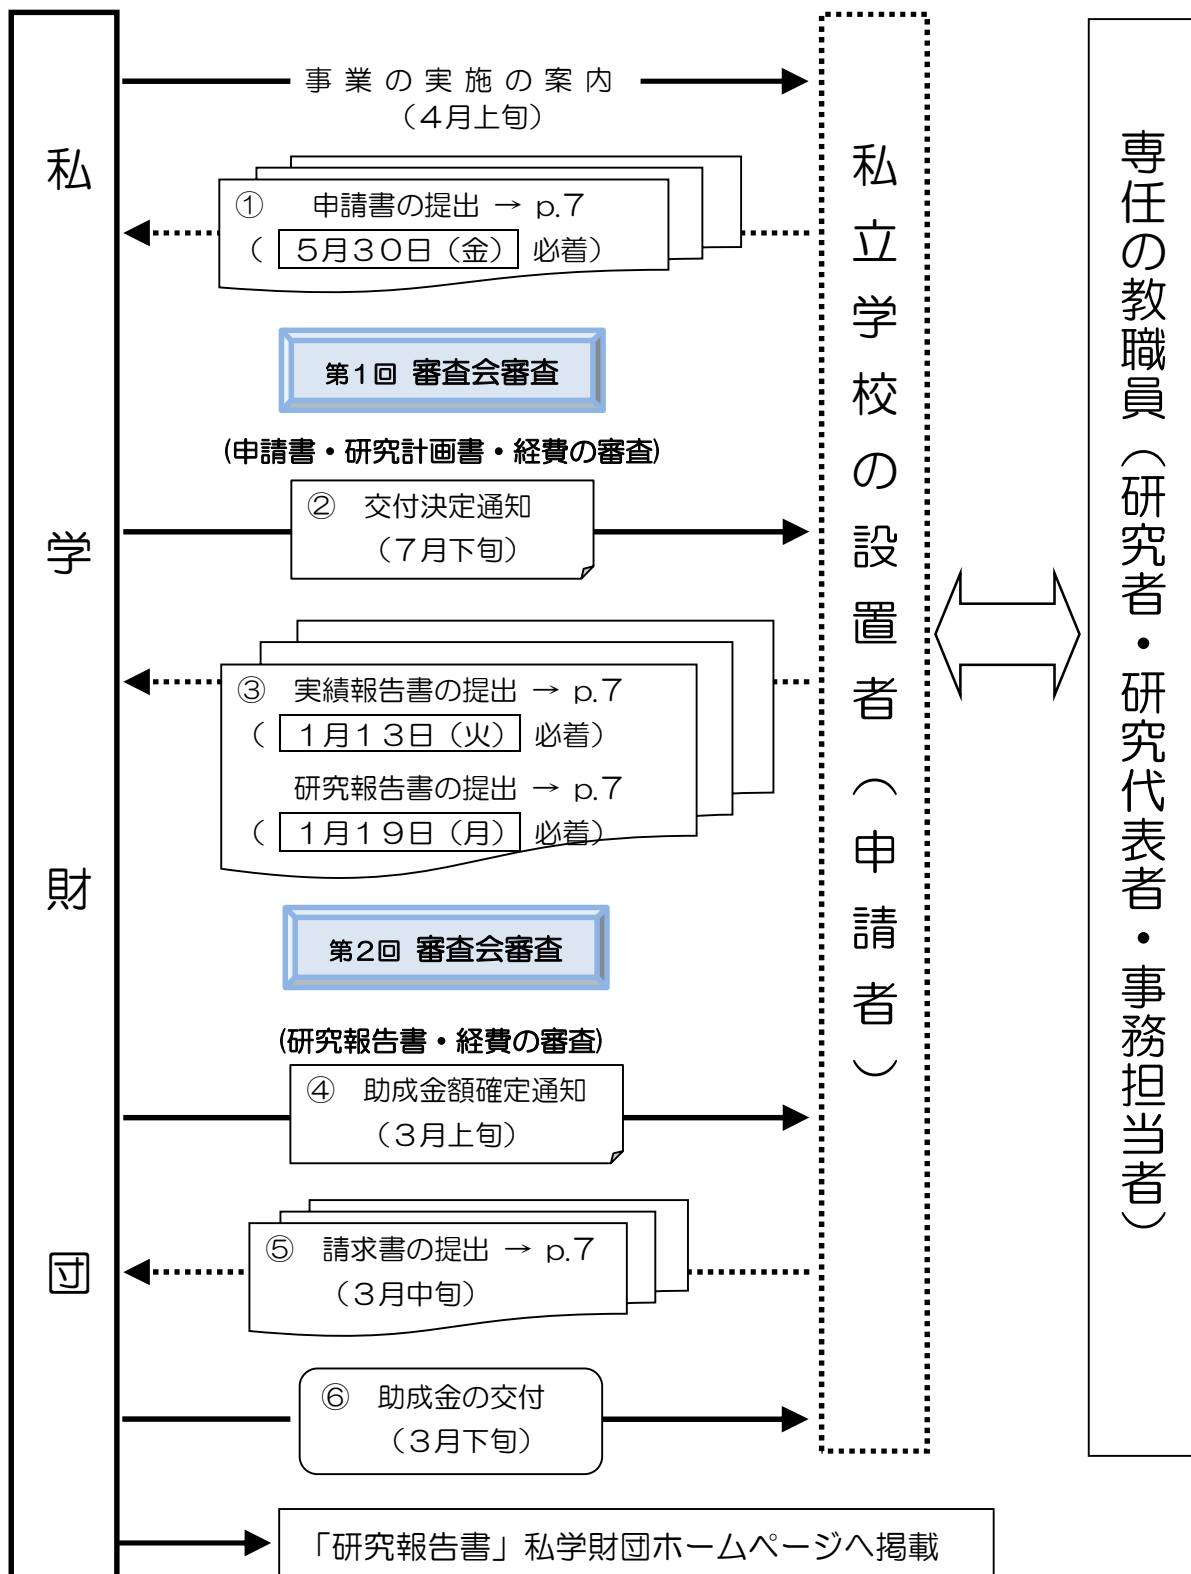 私学財団
事業の実施の案内
（４月上旬）
① 申請書の提出 → p.7
（ ５月３０日（金） 必着）
第1回 審査会審査
(申請書・研究計画書・経費の審査)
② 交付決定通知
（７月下旬）
③ 実績報告書の提出 → p.7
（ １月１３日（火） 必着）
研究報告書の提出 → p.7
（ １月１９日（月） 必着）
第2回 審査会審査
(研究報告書・経費の審査)
④ 助成金額確定通知
（３月上旬）
⑤ 請求書の提出 → p.7
（３月中旬）
⑥ 助成金の交付
（３月下旬）
「研究報告書」私学財団ホームページへ掲載
私立学校の設置者（申請者）
専任の教職員（研究者・研究代表者・事務担当者）